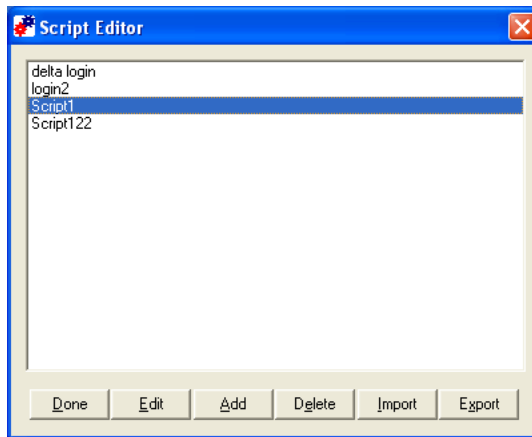 Script Editor
delta login
login2
Script1
Script122
Done Edit Add Delete Import Export